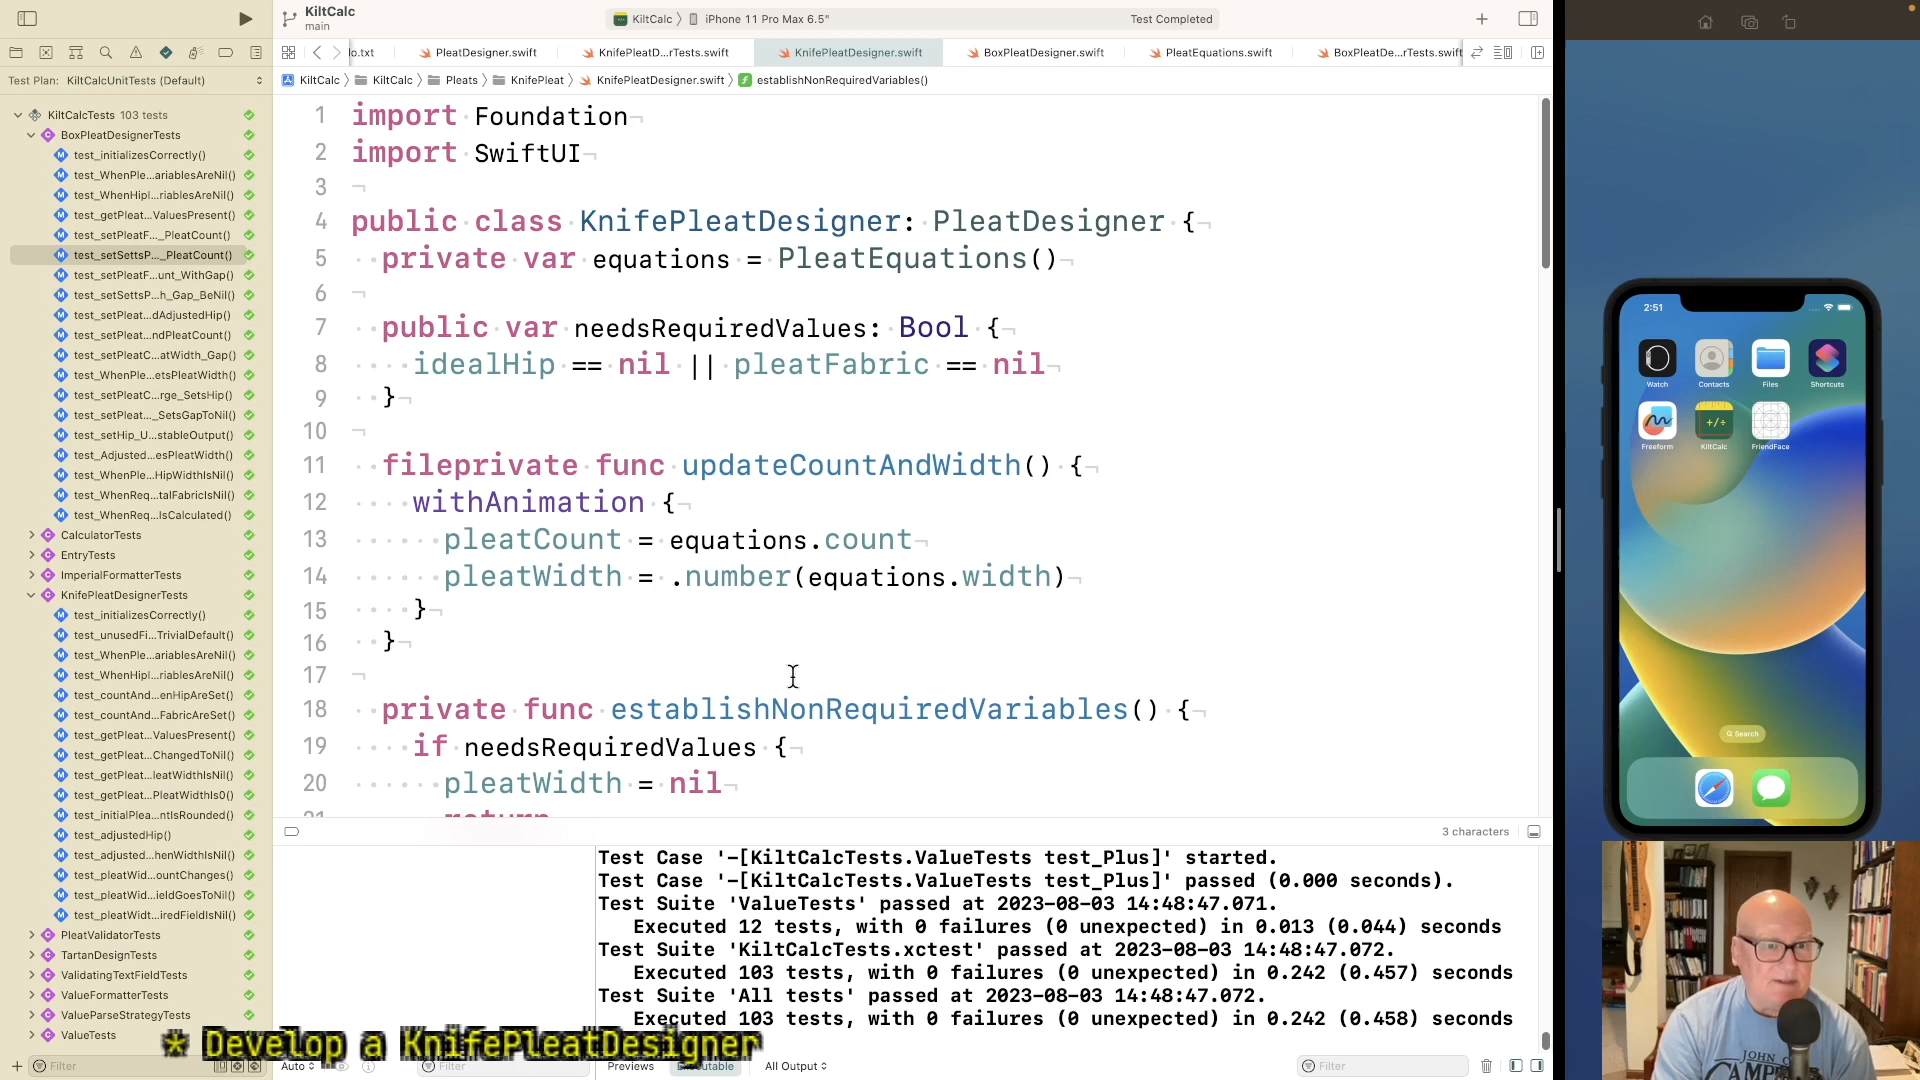 KiltCalc
main
KiltCalc
iPhone 11 Pro Max 6.5"
Test Completed
lo.txt
PleatDesigner.swift
KnifePleatD...rTests.swift
KnifePleatDesigner.swift
BoxPleatDesigner.swift
PleatEquations.swift
BoxPleatDe...rTests.swift
Test Plan: KiltCalcUnitTests (Default)
KiltCalc
KiltCalc
Pleats
KnifePleat
KnifePleatDesigner.swift
establishNonRequiredVariables()
KiltCalcTests 103 tests
BoxPleatDesignerTests
test_initializesCorrectly()
test_WhenPle...ariablesAreNil()
test_WhenHipI...riablesAreNil()
test_getPleat...ValuesPresent()
test_setPleatF..._PleatCount()
test_setSettsP..._PleatCount()
test_setPleatF...unt_WithGap()
test_setSettsP...h_Gap_BeNil()
test_setPleat...dAdjustedHip()
test_setPleat...ndPleatCount()
test_setPleatC...atWidth_Gap()
test_WhenPle...etsPleatWidth()
test_setPleatC...rge_SetsHip()
test_setPleat..._SetsGapToNil()
test_setHip_U...stableOutput()
test_Adjusted...esPleatWidth()
test_WhenPle...HipWidthIsNil()
test_WhenReq...talFabricIsNil()
test_WhenReq...IsCalculated()
CalculatorTests
EntryTests
ImperialFormatterTests
KnifePleatDesignerTests
test_initializesCorrectly()
test_unusedFi...TrivialDefault()
test_WhenPle...ariablesAreNil()
test_WhenHipI...riablesAreNil()
test_countAnd...enHipAreSet()
test_countAnd...FabricAreSet()
test_getPleat...ValuesPresent()
test_getPleat...ChangedToNil()
test_getPleat...leatWidthIsNil()
test_getPleat...PleatWidthIs0()
test_initialPlea...ntIsRounded()
test_adjustedHip()
test_adjusted...henWidthIsNil()
test_pleatWid...ountChanges()
test_pleatWid...ieldGoesToNil()
test_pleatWidt...iredFieldIsNil()
PleatValidatorTests
TartanDesignTests
ValidatingTextFieldTests
ValueFormatterTests
ValueParseStrategyTests
ValueTests
1 import Foundation
2 import SwiftUI
3
4 public class KnifePleatDesigner: PleatDesigner {
5 private var equations = PleatEquations()
6
7 public var needsRequiredValues: Bool {
8 idealHip == nil || pleatFabric == nil
9 }
10
11 fileprivate func updateCountAndWidth() {
12 withAnimation {
13 pleatCount = equations.count
14 pleatWidth = .number(equations.width)
15 }
16 }
17
18 private func establishNonRequiredVariables() {
19 if needsRequiredValues {
20 pleatWidth = nil
21 return
3 characters
Test Case '-[KiltCalcTests.ValueTests test_Plus]' started.
Test Case '-[KiltCalcTests.ValueTests test_Plus]' passed (0.000 seconds).
Test Suite 'ValueTests' passed at 2023-08-03 14:48:47.071.
Executed 12 tests, with 0 failures (0 unexpected) in 0.013 (0.044) seconds
Test Suite 'KiltCalcTests.xctest' passed at 2023-08-03 14:48:47.072.
Executed 103 tests, with 0 failures (0 unexpected) in 0.242 (0.457) seconds
Test Suite 'All tests' passed at 2023-08-03 14:48:47.072.
Executed 103 tests, with 0 failures (0 unexpected) in 0.242 (0.458) seconds
* Develop a KnifePleatDesigner
Filter
Auto
Filter
Previews
Executable
All Output
Filter
2:51
Watch
Contacts
Files
Shortcuts
Freeform
KiltCalc
FriendFace
Search
JOHN